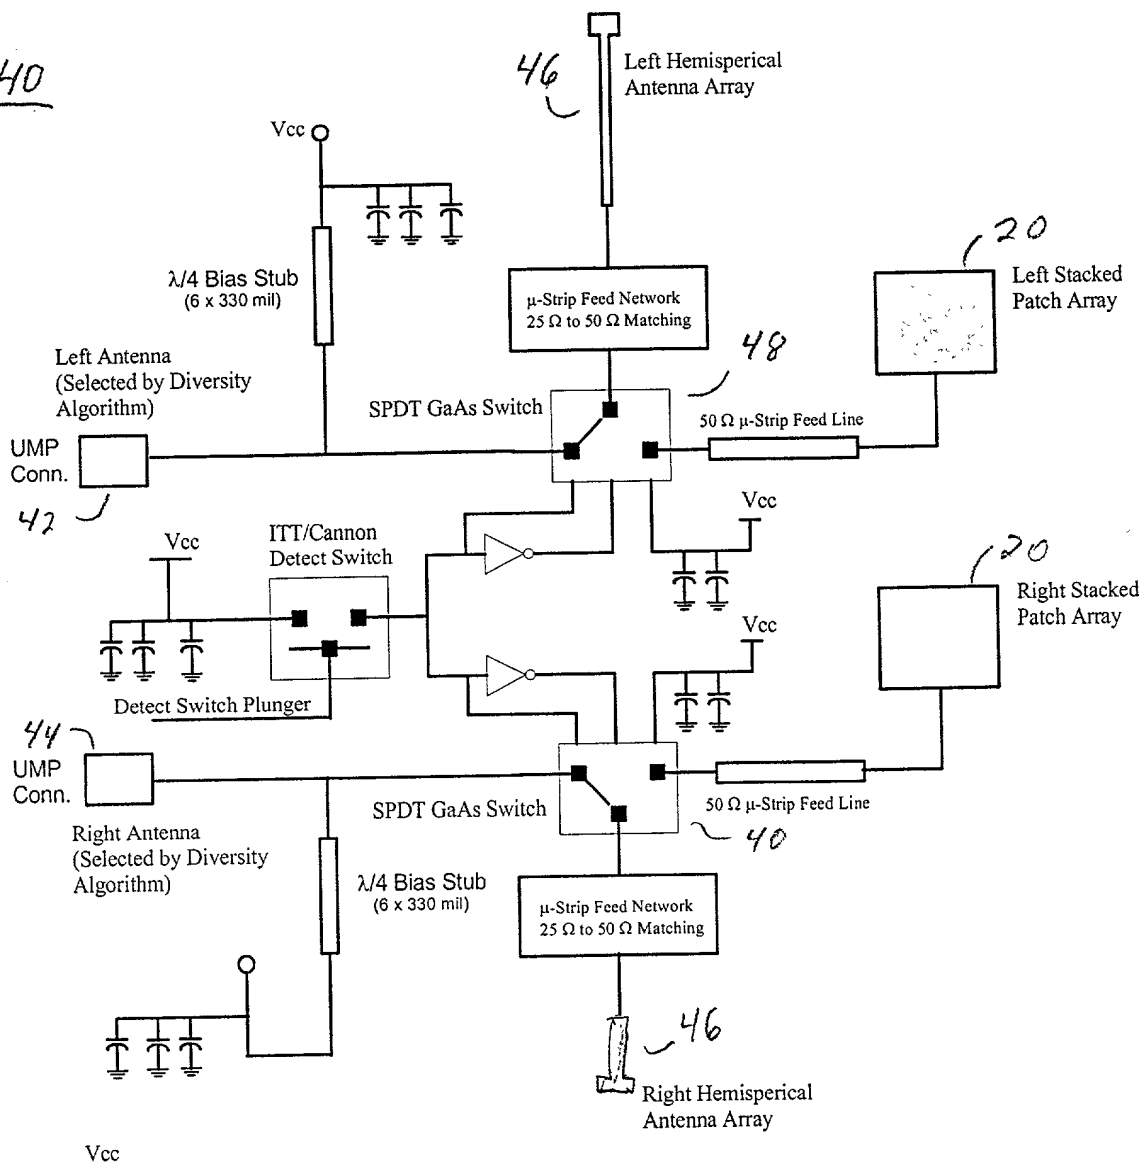 40
46
Left Hemisperical
Antenna Array
Vcc
λ/4 Bias Stub
(6 x 330 mil)
μ-Strip Feed Network
25 Ω to 50 Ω Matching
20
Left Stacked
Patch Array
Left Antenna
(Selected by Diversity
Algorithm)
48
SPDT GaAs Switch
50 Ω μ-Strip Feed Line
UMP
Conn.
42
ITT/Cannon
Detect Switch
Vcc
Vcc
20
Right Stacked
Patch Array
Vcc
Detect Switch Plunger
44
UMP
Conn.
SPDT GaAs Switch
50 Ω μ-Strip Feed Line
40
Right Antenna
(Selected by Diversity
Algorithm)
λ/4 Bias Stub
(6 x 330 mil)
μ-Strip Feed Network
25 Ω to 50 Ω Matching
46
Right Hemisperical
Antenna Array
Vcc